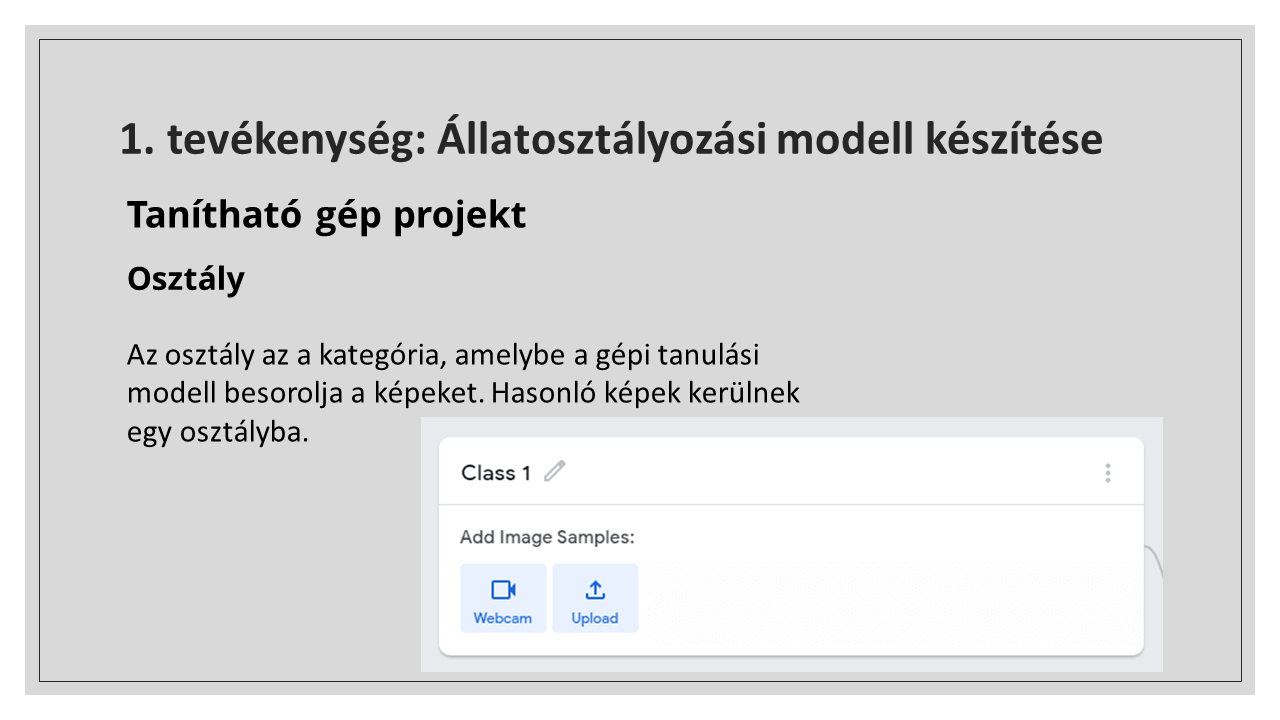 1. tevékenység: Állatosztályozási modell készítése
Tanítható gép projekt
Osztály
Az osztály az a kategória, amelybe a gépi tanulási
modell besorolja a képeket. Hasonló képek kerülnek
egy osztályba.
Class 1
Add Image Samples:
Webcam Upload